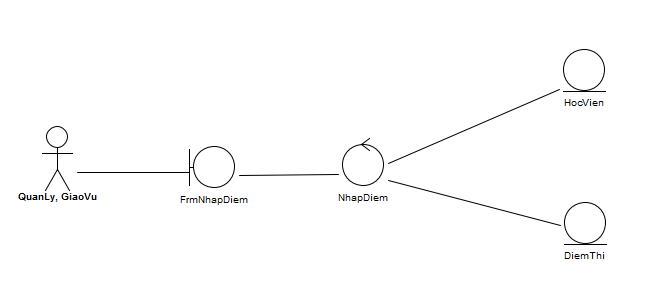 QuanLy, GiaoVu
FrmNhapDiem
NhapDiem
HocVien
DiemThi